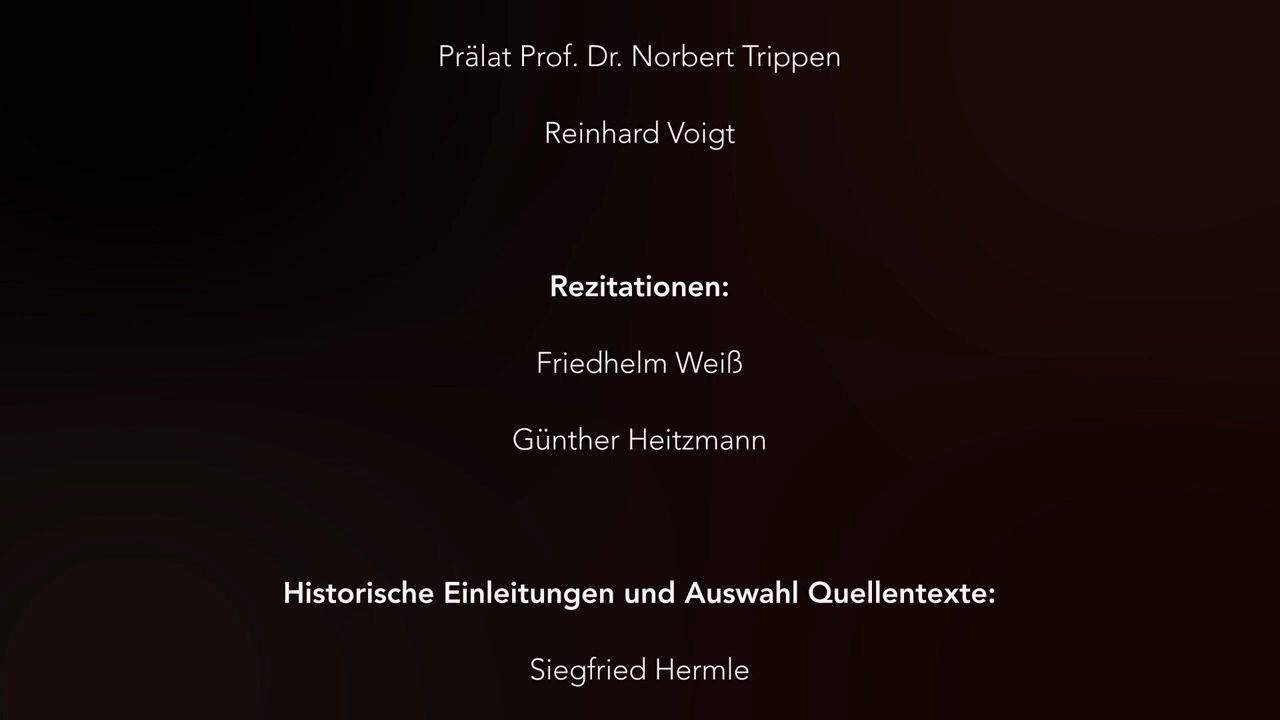 Prälat Prof. Dr. Norbert Trippen
Reinhard Voigt
Rezitationen:
Friedhelm Weiß
Günther Heitzmann
Historische Einleitungen und Auswahl Quellentexte:
Siegfried Hermle